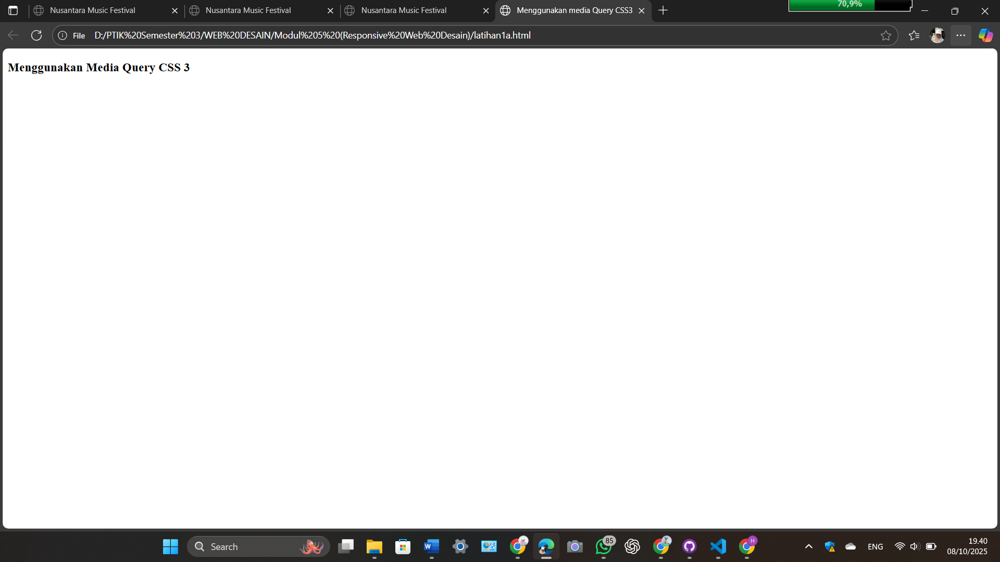 Nusantara Music Festival
Nusantara Music Festival
Nusantara Music Festival
Menggunakan media Query CSS3
70,9%
File
D:/PTIK%20Semester%203/WEB%20DESAIN/Modul%205%20(Responsive%20Web%20Desain)/latihan1a.html
Menggunakan Media Query CSS 3
Search
W
85
H
ENG
19.40
08/10/2025